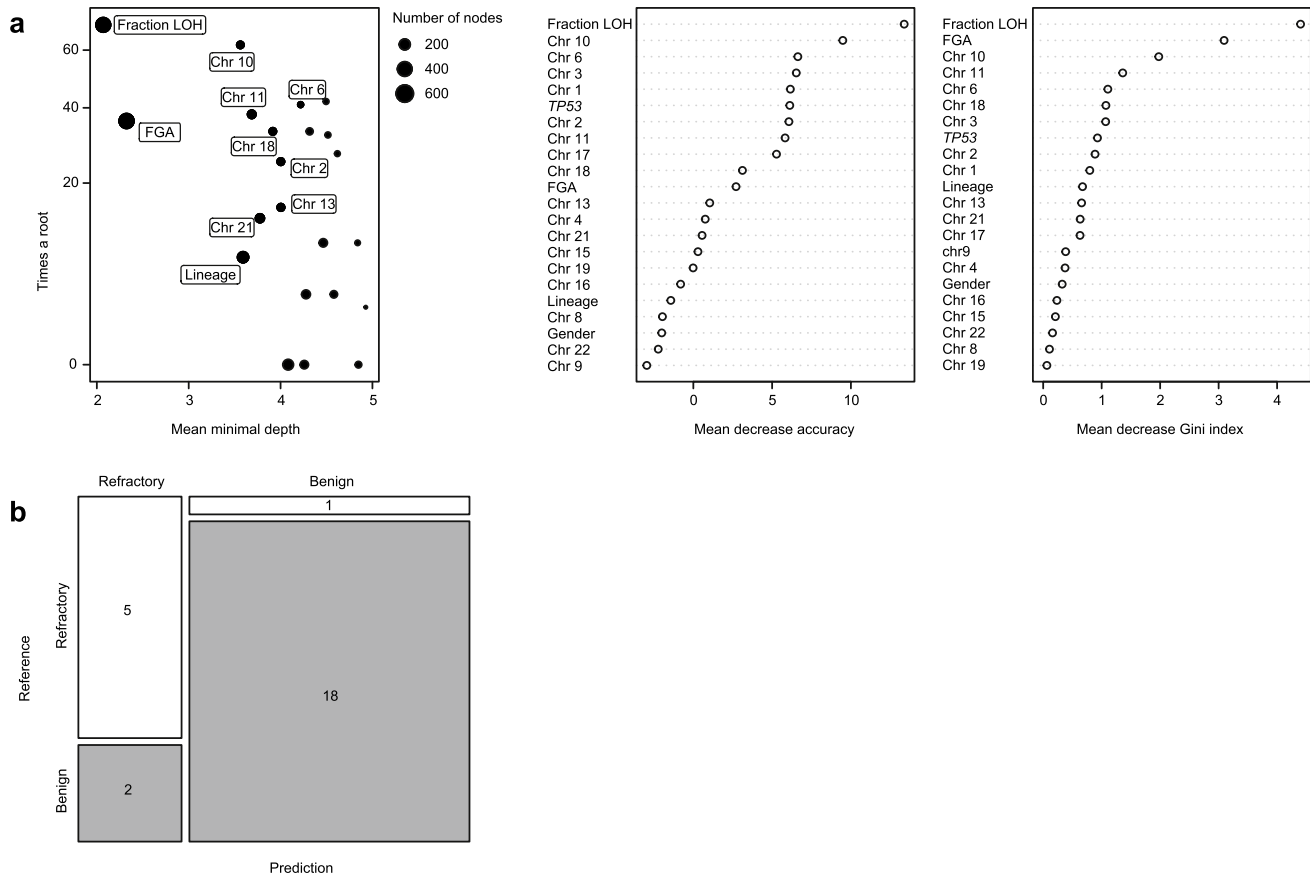 a
Fraction LOH
Chr 10
Chr 11
Chr 6
FGA
Chr 18
Chr 2
Chr 13
Chr 21
Lineage
60
40
20
0
Times a root
2 3 4 5
Mean minimal depth
Number of nodes
200
400
600
Fraction LOH
Chr 10
Chr 6
Chr 3
Chr 1
TP53
Chr 2
Chr 11
Chr 17
Chr 18
FGA
Chr 13
Chr 4
Chr 21
Chr 15
Chr 19
Chr 16
Lineage
Chr 8
Gender
Chr 22
Chr 9
0 5 10
Mean decrease accuracy
Fraction LOH
FGA
Chr 10
Chr 11
Chr 6
Chr 18
Chr 3
TP53
Chr 2
Chr 1
Lineage
Chr 13
Chr 21
Chr 17
chr9
Chr 4
Gender
Chr 16
Chr 15
Chr 22
Chr 8
Chr 19
0 1 2 3 4
Mean decrease Gini index
b
Refractory Benign
1
5
18
2
Refractory
Benign
Reference
Prediction